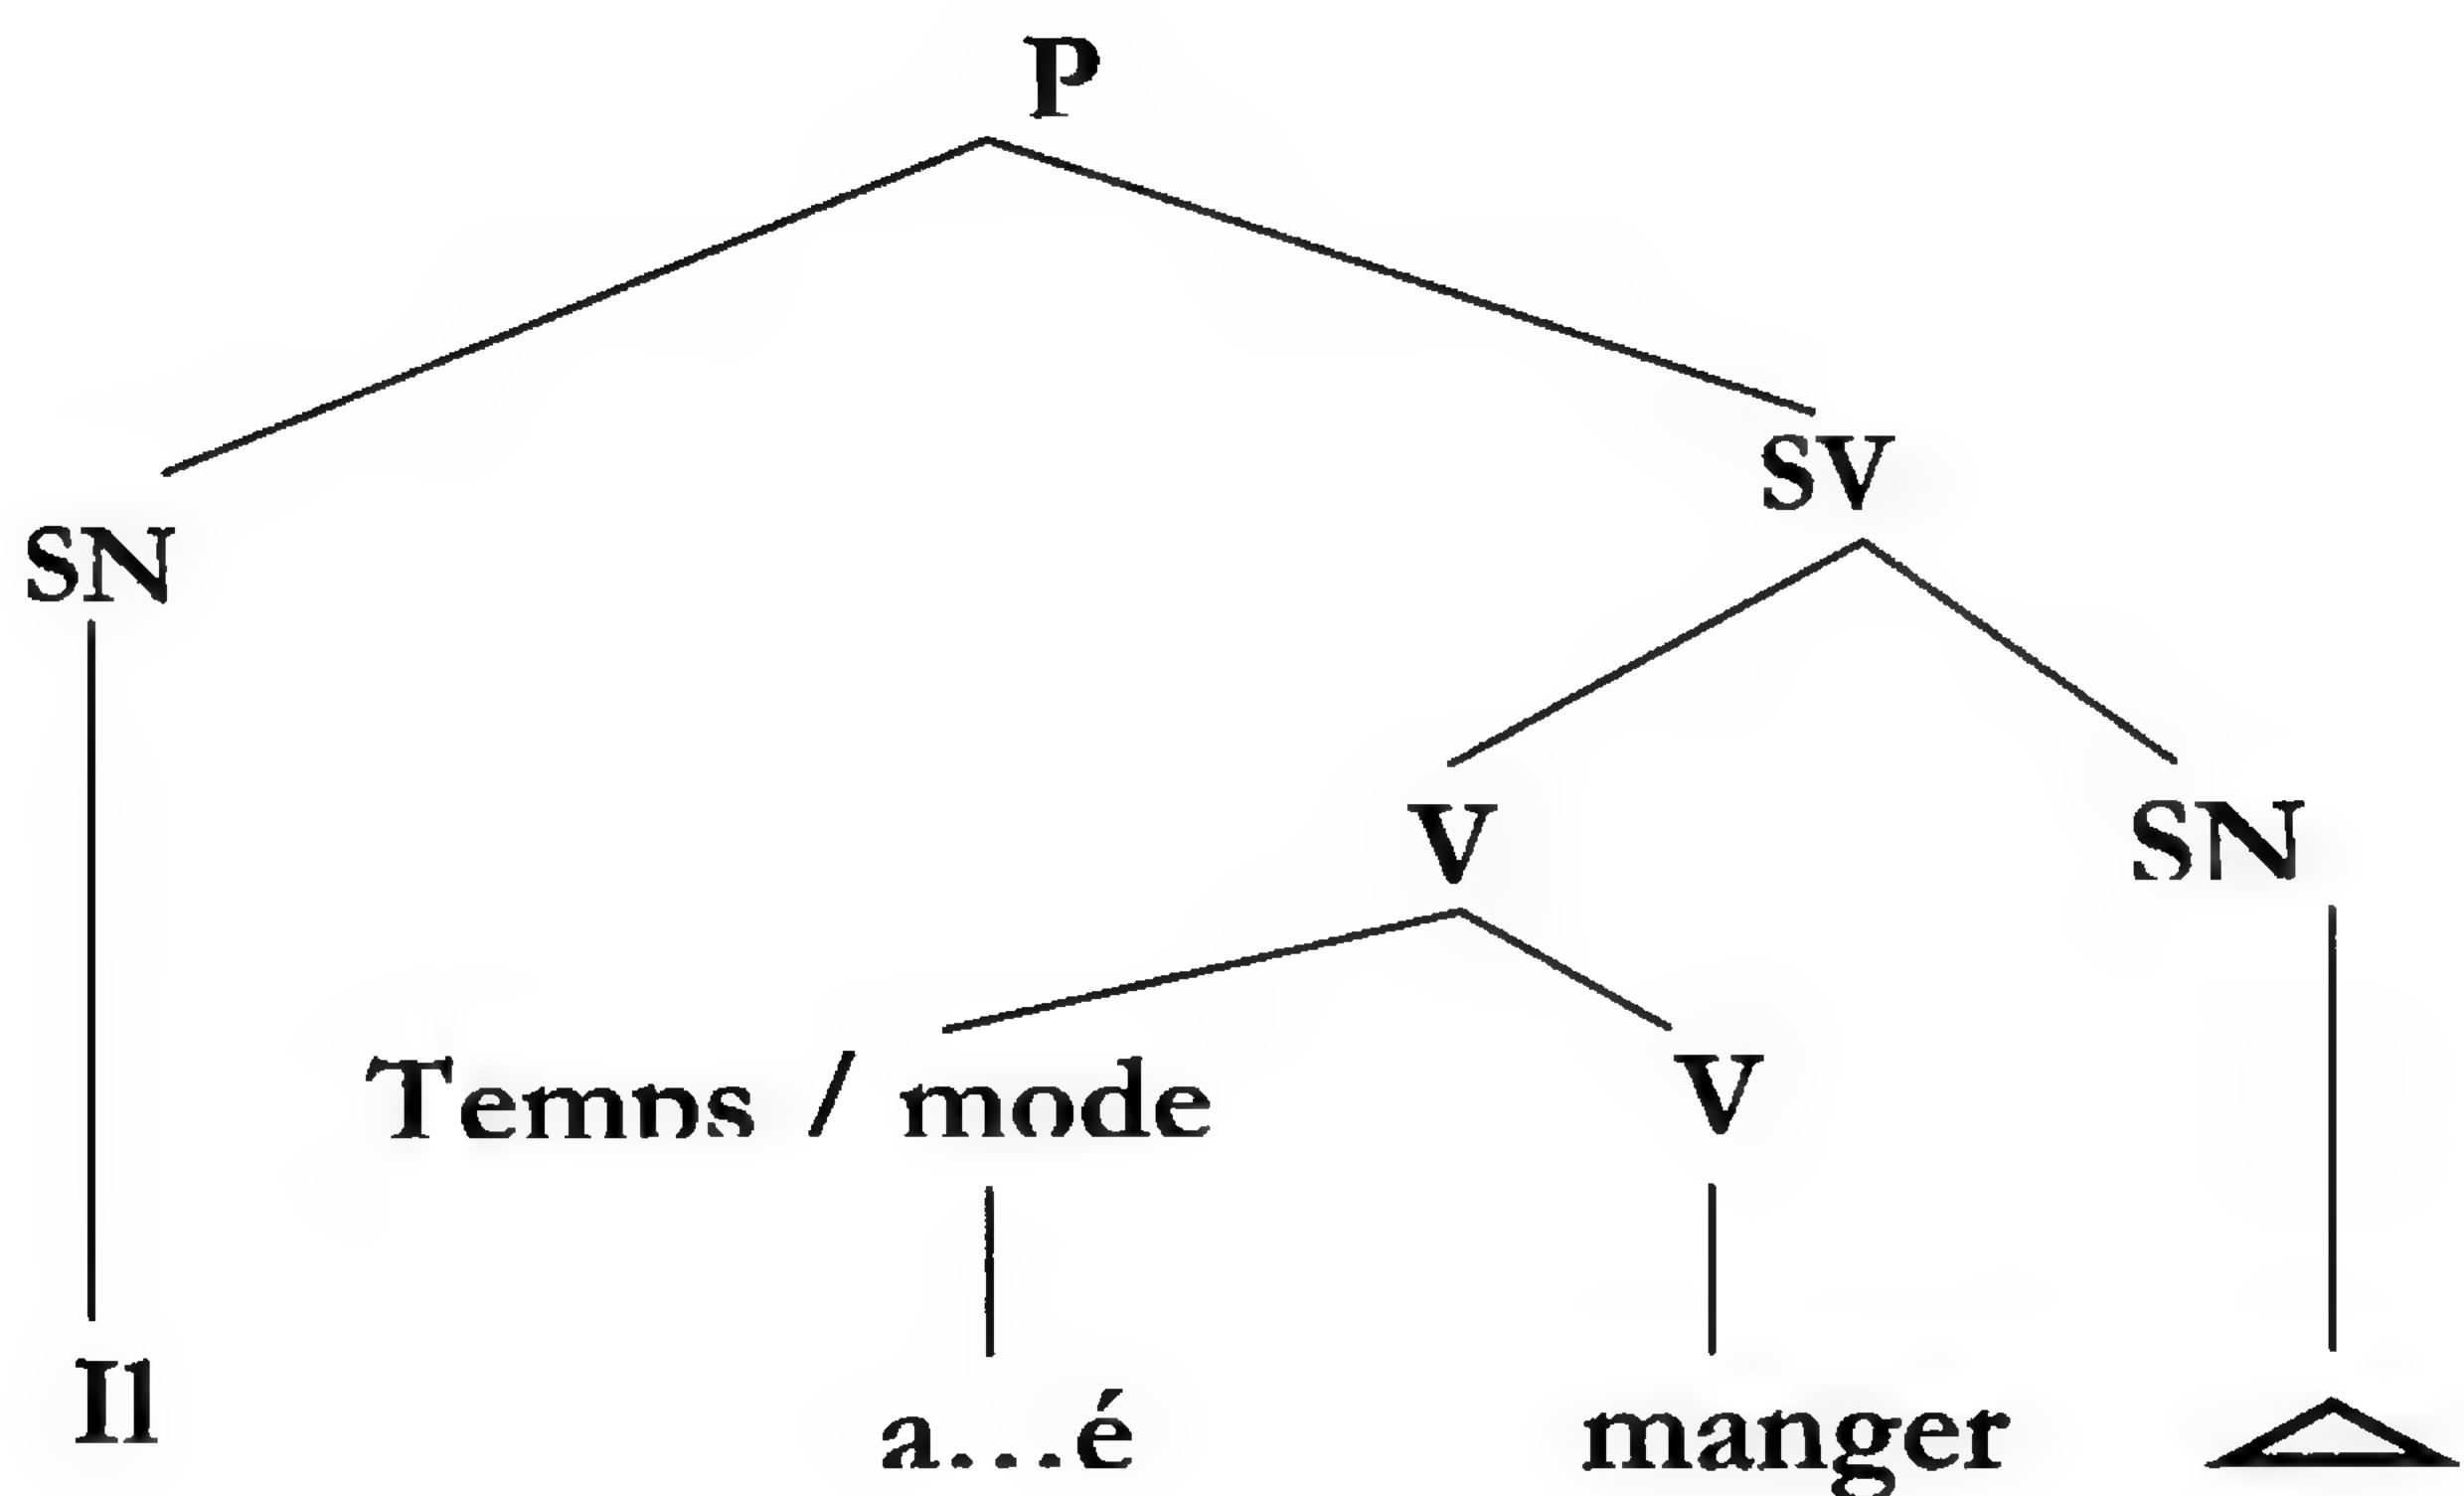 P
SV
SN
V SN
Temps / mode V
Il a...é manger